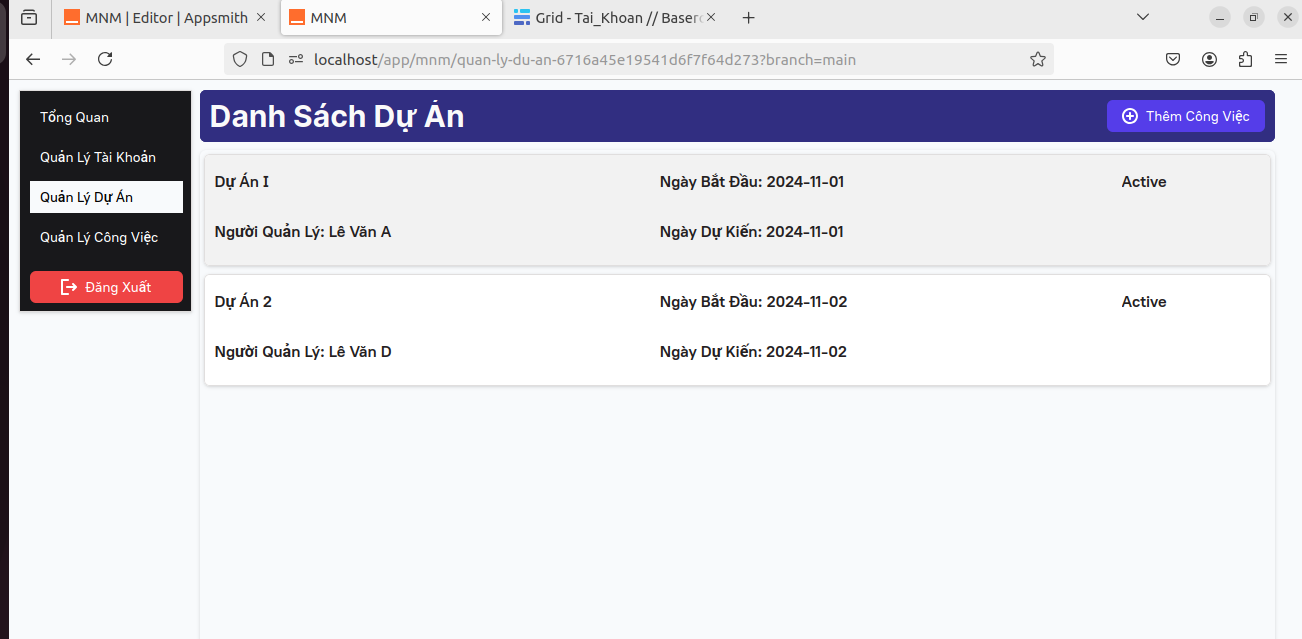 MNM | Editor | Appsmith
MNM
Grid - Tai_Khoan // Baser
localhost/app/mnm/quan-ly-du-an-6716a45e19541d6f7f64d273?branch=main
Tổng Quan
Quản Lý Tài Khoản
Quản Lý Dự Án
Quản Lý Công Việc
Đăng Xuất
Danh Sách Dự Án
Thêm Công Việc
Dự Án I
Ngày Bắt Đầu: 2024-11-01
Active
Người Quản Lý: Lê Văn A
Ngày Dự Kiến: 2024-11-01
Dự Án 2
Ngày Bắt Đầu: 2024-11-02
Active
Người Quản Lý: Lê Văn D
Ngày Dự Kiến: 2024-11-02